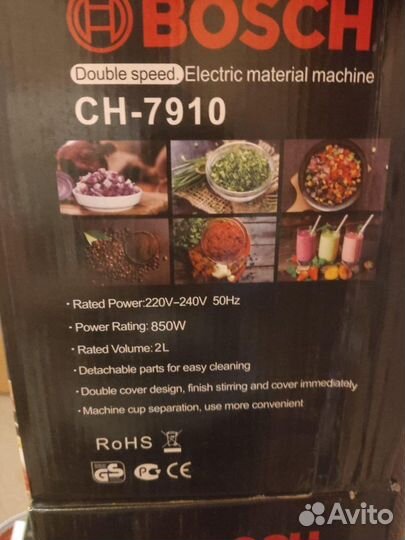 BOSCH
Double speed. Electric material machine
CH-7910
· Rated Power:220V-240V 50Hz
· Power Rating: 850W
· Rated Volume: 2L
· Detachable parts for easy cleaning
· Double cover design, finish stirring and cover immediately
· Machine cup separation, use more convenient
RoHS
GS PG CE
BOSCH
Avito